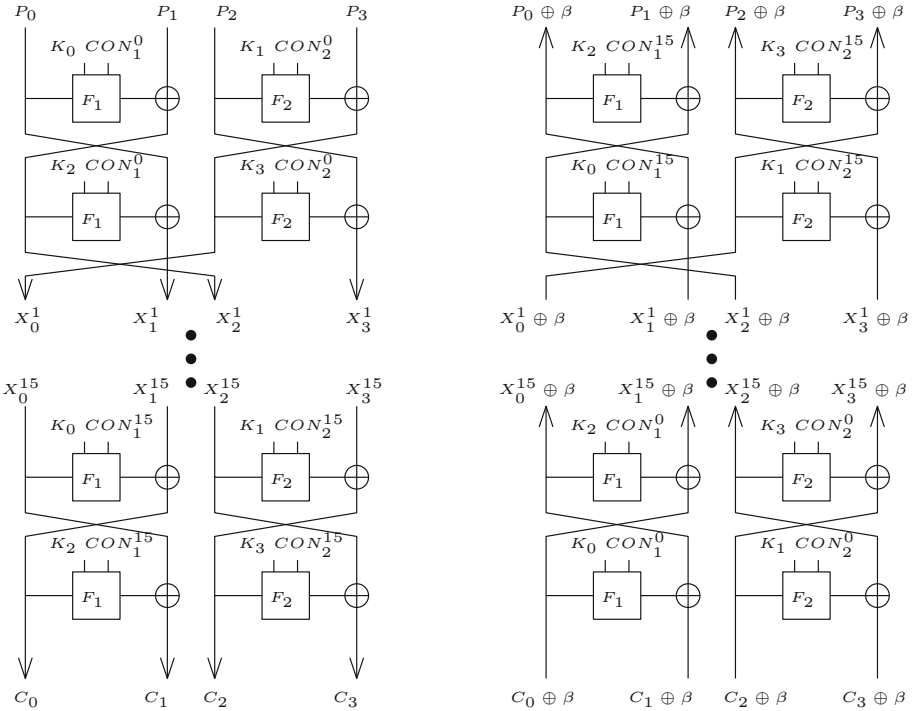 P_0 P_1 P_2 P_3 P_0 ⊕ β P_1 ⊕ β P_2 ⊕ β P_3 ⊕ β
K_0 CON_1^0 K_1 CON_2^0 K_2 CON_1^{15} K_3 CON_2^{15}
F_1 F_2 F_1 F_2
K_2 CON_1^0 K_3 CON_2^0 K_0 CON_1^{15} K_1 CON_2^{15}
F_1 F_2 F_1 F_2
X_0^1 X_1^1 X_2^1 X_3^1 X_0^1 ⊕ β X_1^1 ⊕ β X_2^1 ⊕ β X_3^1 ⊕ β
X_0^{15} X_1^{15} X_2^{15} X_3^{15} X_0^{15} ⊕ β X_1^{15} ⊕ β X_2^{15} ⊕ β X_3^{15} ⊕ β
K_0 CON_1^{15} K_1 CON_2^{15} K_2 CON_1^0 K_3 CON_2^0
F_1 F_2 F_1 F_2
K_2 CON_1^{15} K_3 CON_2^{15} K_0 CON_1^0 K_1 CON_2^0
F_1 F_2 F_1 F_2
C_0 C_1 C_2 C_3 C_0 ⊕ β C_1 ⊕ β C_2 ⊕ β C_3 ⊕ β